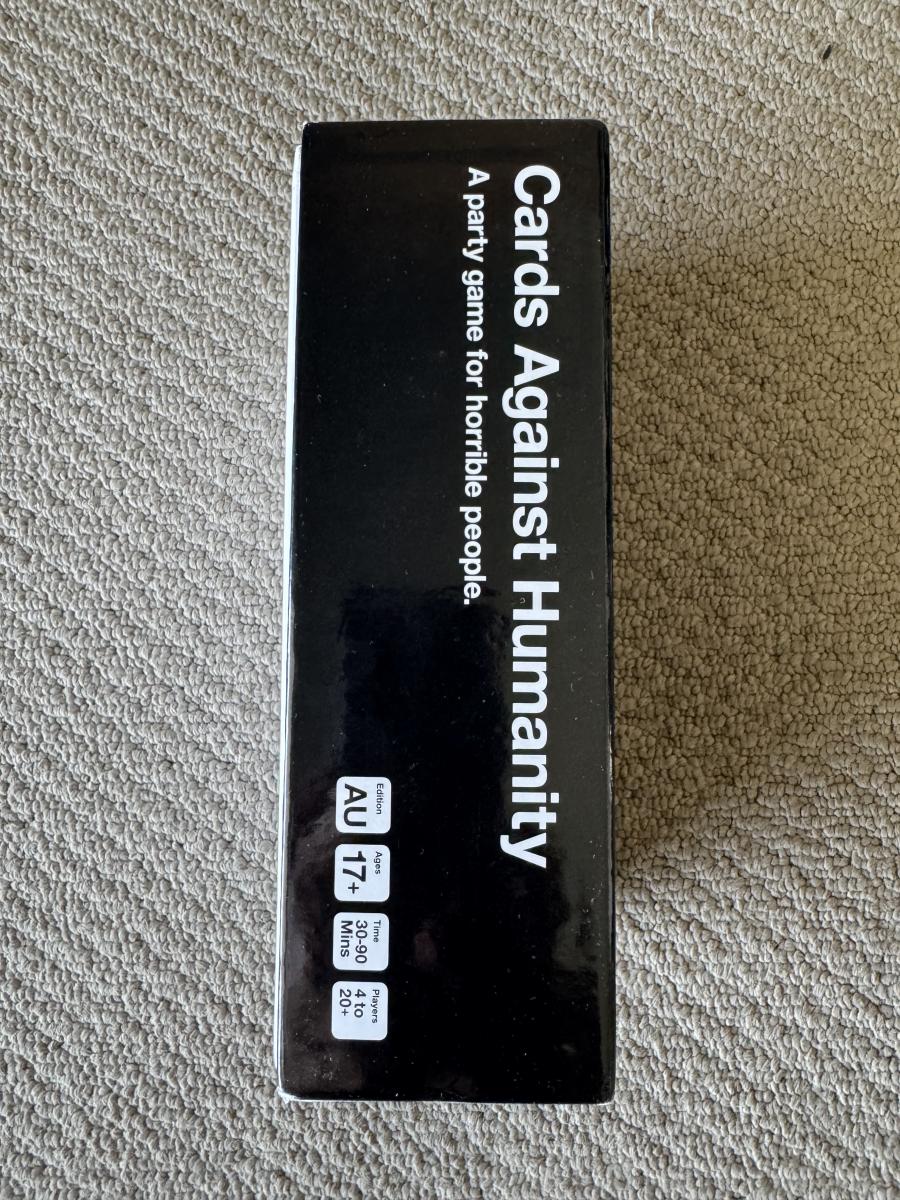 Cards Against Humanity
A party game for horrible people.
Edition
AU
Ages
17+
Time
30-90
Mins
Players
4 to
20+